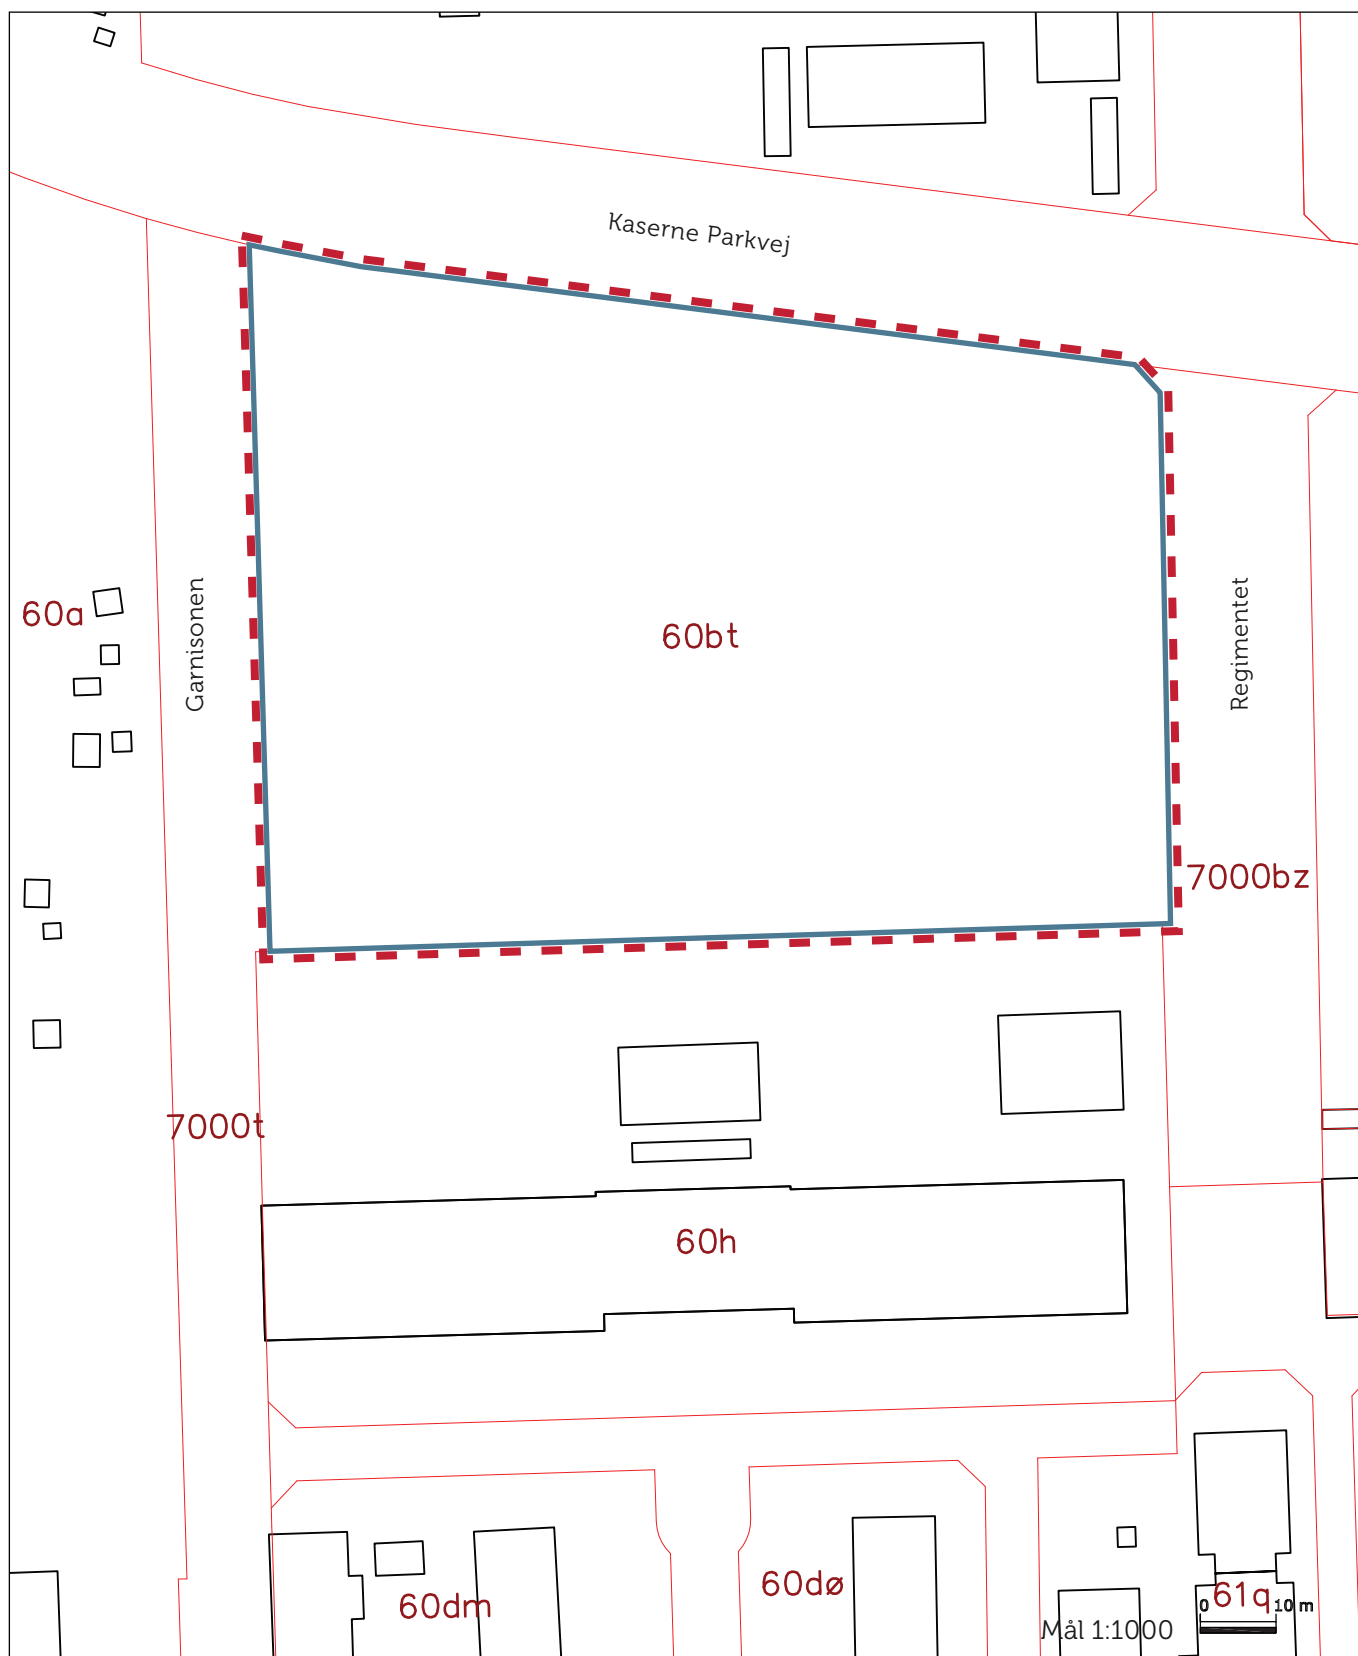 Kaserne Parkvej
60a
Garnisonen
60bt
Regimentet
7000bz
7000t
60h
60dø
60dm
61q
0 10 m
Mål 1:1000